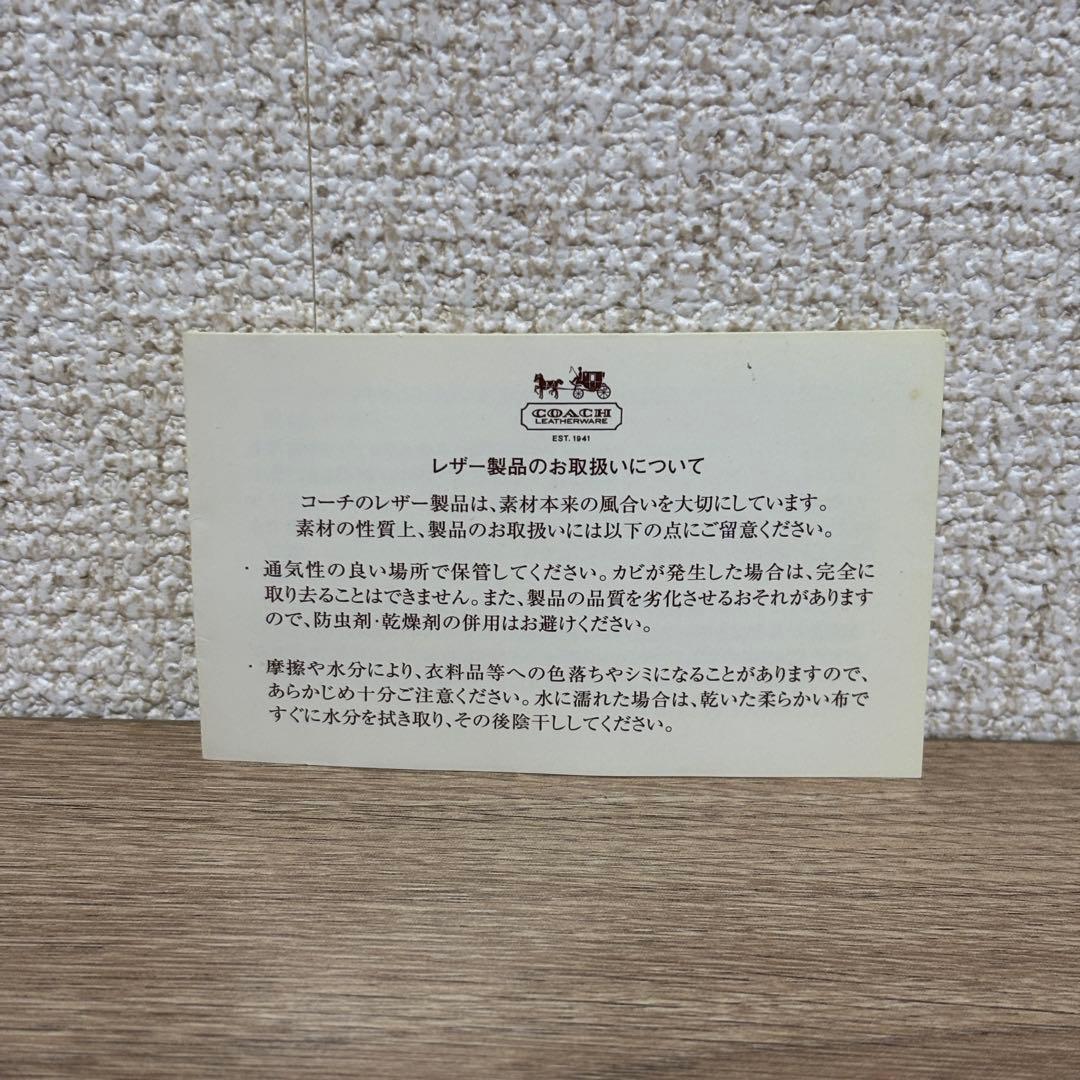 COACH
LEATHERWARE
EST. 1941
レザー製品のお取扱いについて
コーチのレザー製品は、素材本来の風合いを大切にしています。
素材の性質上、製品のお取扱いには以下の点にご留意ください。
・ 通気性の良い場所で保管してください。カビが発生した場合は、完全に
取り去ることはできません。また、製品の品質を劣化させるおそれがあります
ので、防虫剤・乾燥剤の併用はお避けください。
・ 摩擦や水分により、衣料品等への色落ちやシミになることがありますので、
あらかじめ十分ご注意ください。水に濡れた場合は、乾いた柔らかい布で
すぐに水分を拭き取り、その後陰干ししてください。